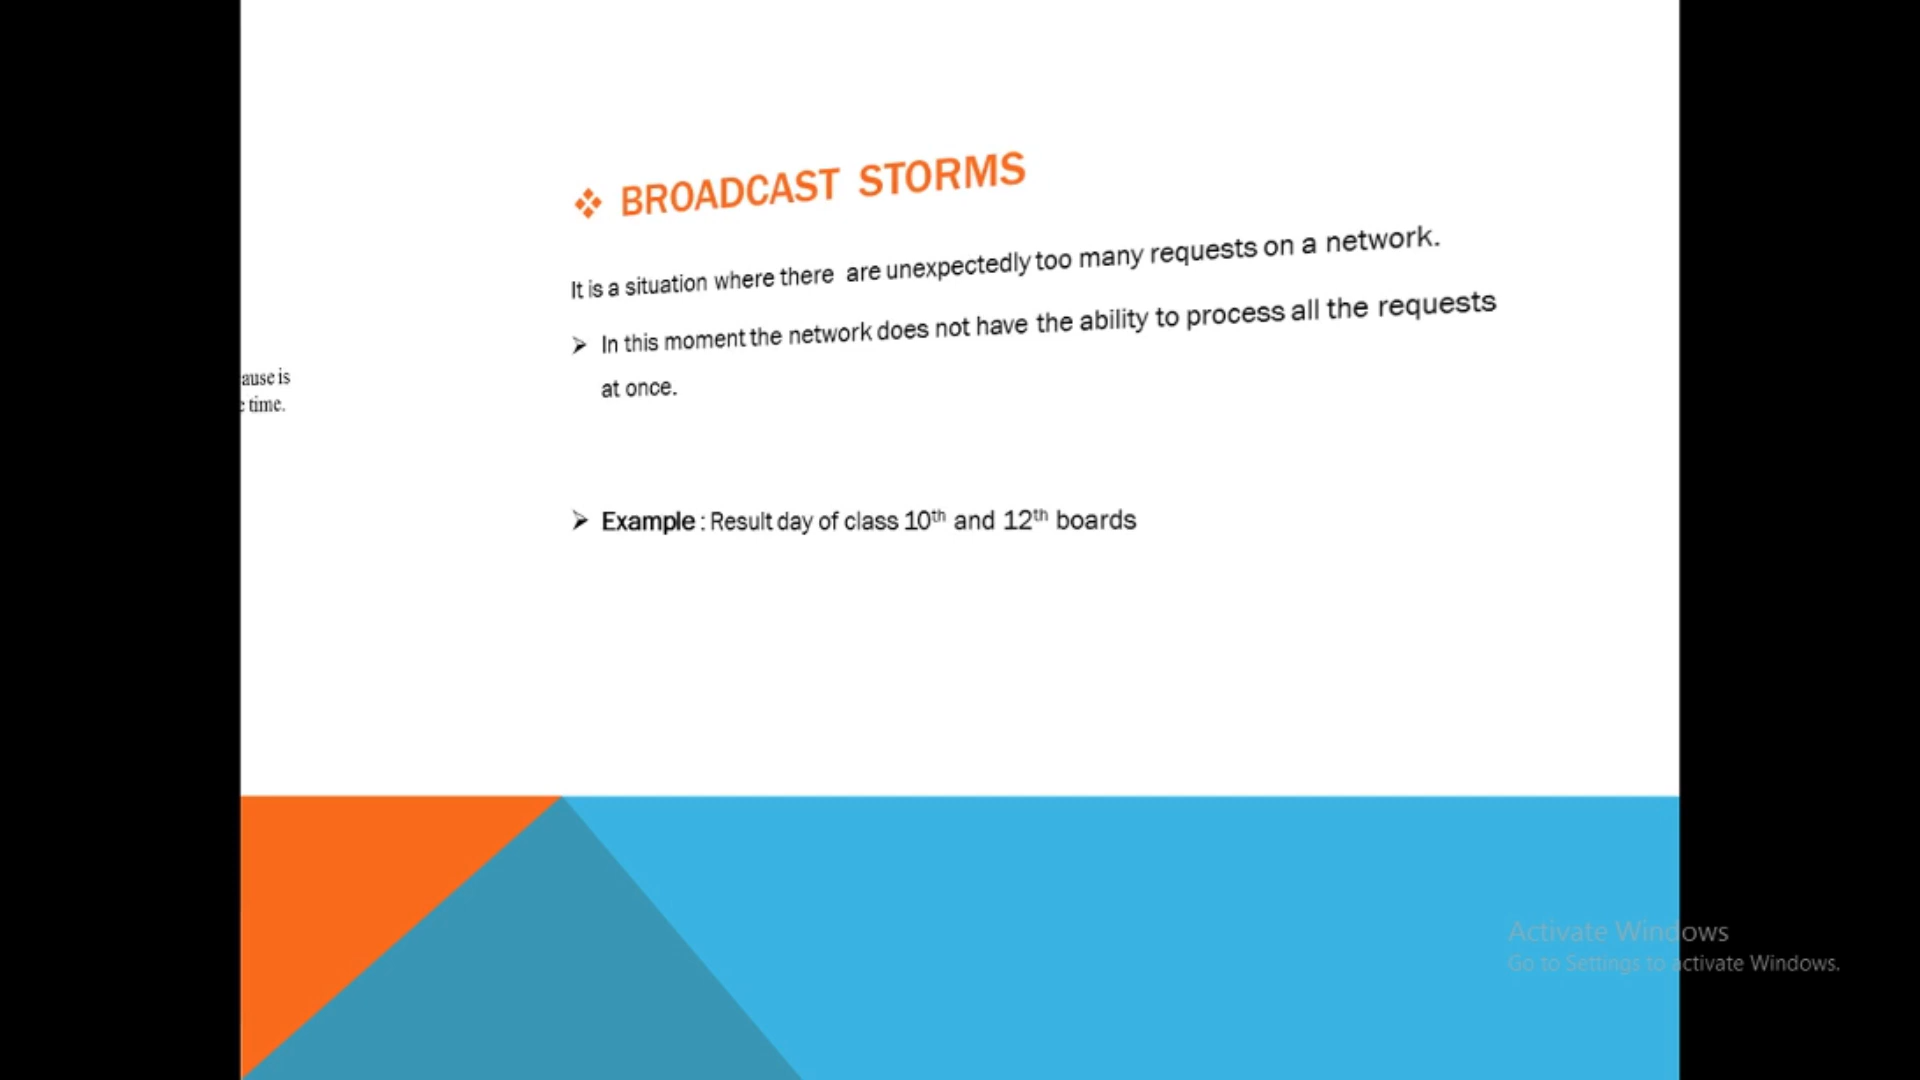 BROADCAST STORMS
It is a situation where there are unexpectedly too many requests on a network.
In this moment the network does not have the ability to process all the requests
at once.
ause is
time.
Example : Result day of class 10th and 12th boards
Activate Windows
Go to Settings to activate Windows.